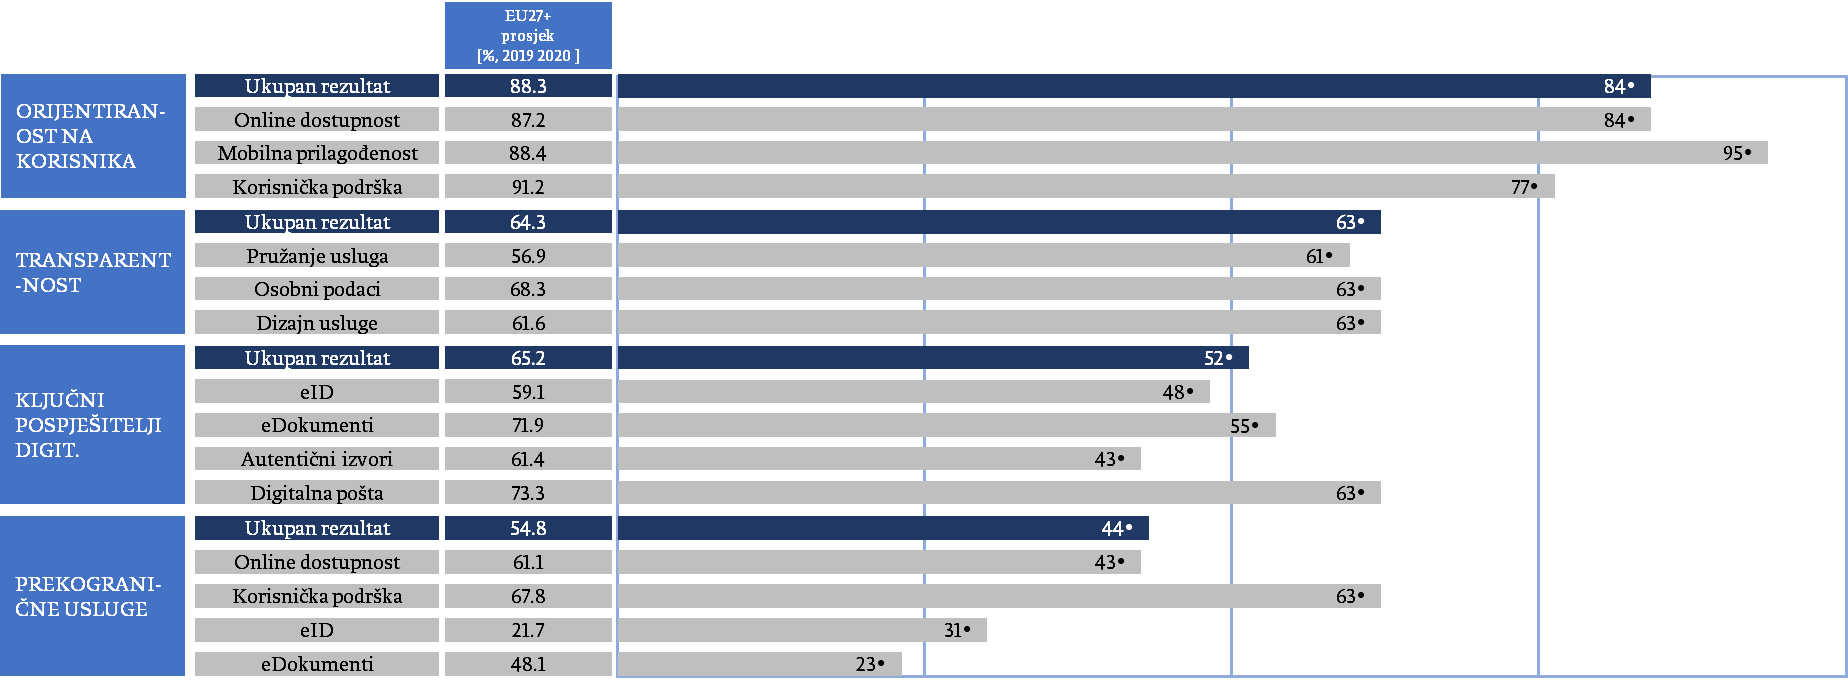 EU27+
prosjek
[%, 2019 2020 ]
ORIJENTIRAN-
OST NA
KORISNIKA
Ukupan rezultat 88.3 84•
Online dostupnost 87.2 84•
Mobilna prilagođenost 88.4 95•
Korisnička podrška 91.2 77•
TRANSPARENT
-NOST
Ukupan rezultat 64.3 63•
Pružanje usluga 56.9 61•
Osobni podaci 68.3 63•
Dizajn usluge 61.6 63•
KLJUČNI
POSPJEŠITELJI
DIGIT.
Ukupan rezultat 65.2 52•
eID 59.1 48•
eDokumenti 71.9 55•
Autentični izvori 61.4 43•
Digitalna pošta 73.3 63•
PREKOGRANI-
ČNE USLUGE
Ukupan rezultat 54.8 44•
Online dostupnost 61.1 43•
Korisnička podrška 67.8 63•
eID 21.7 31•
eDokumenti 48.1 23•